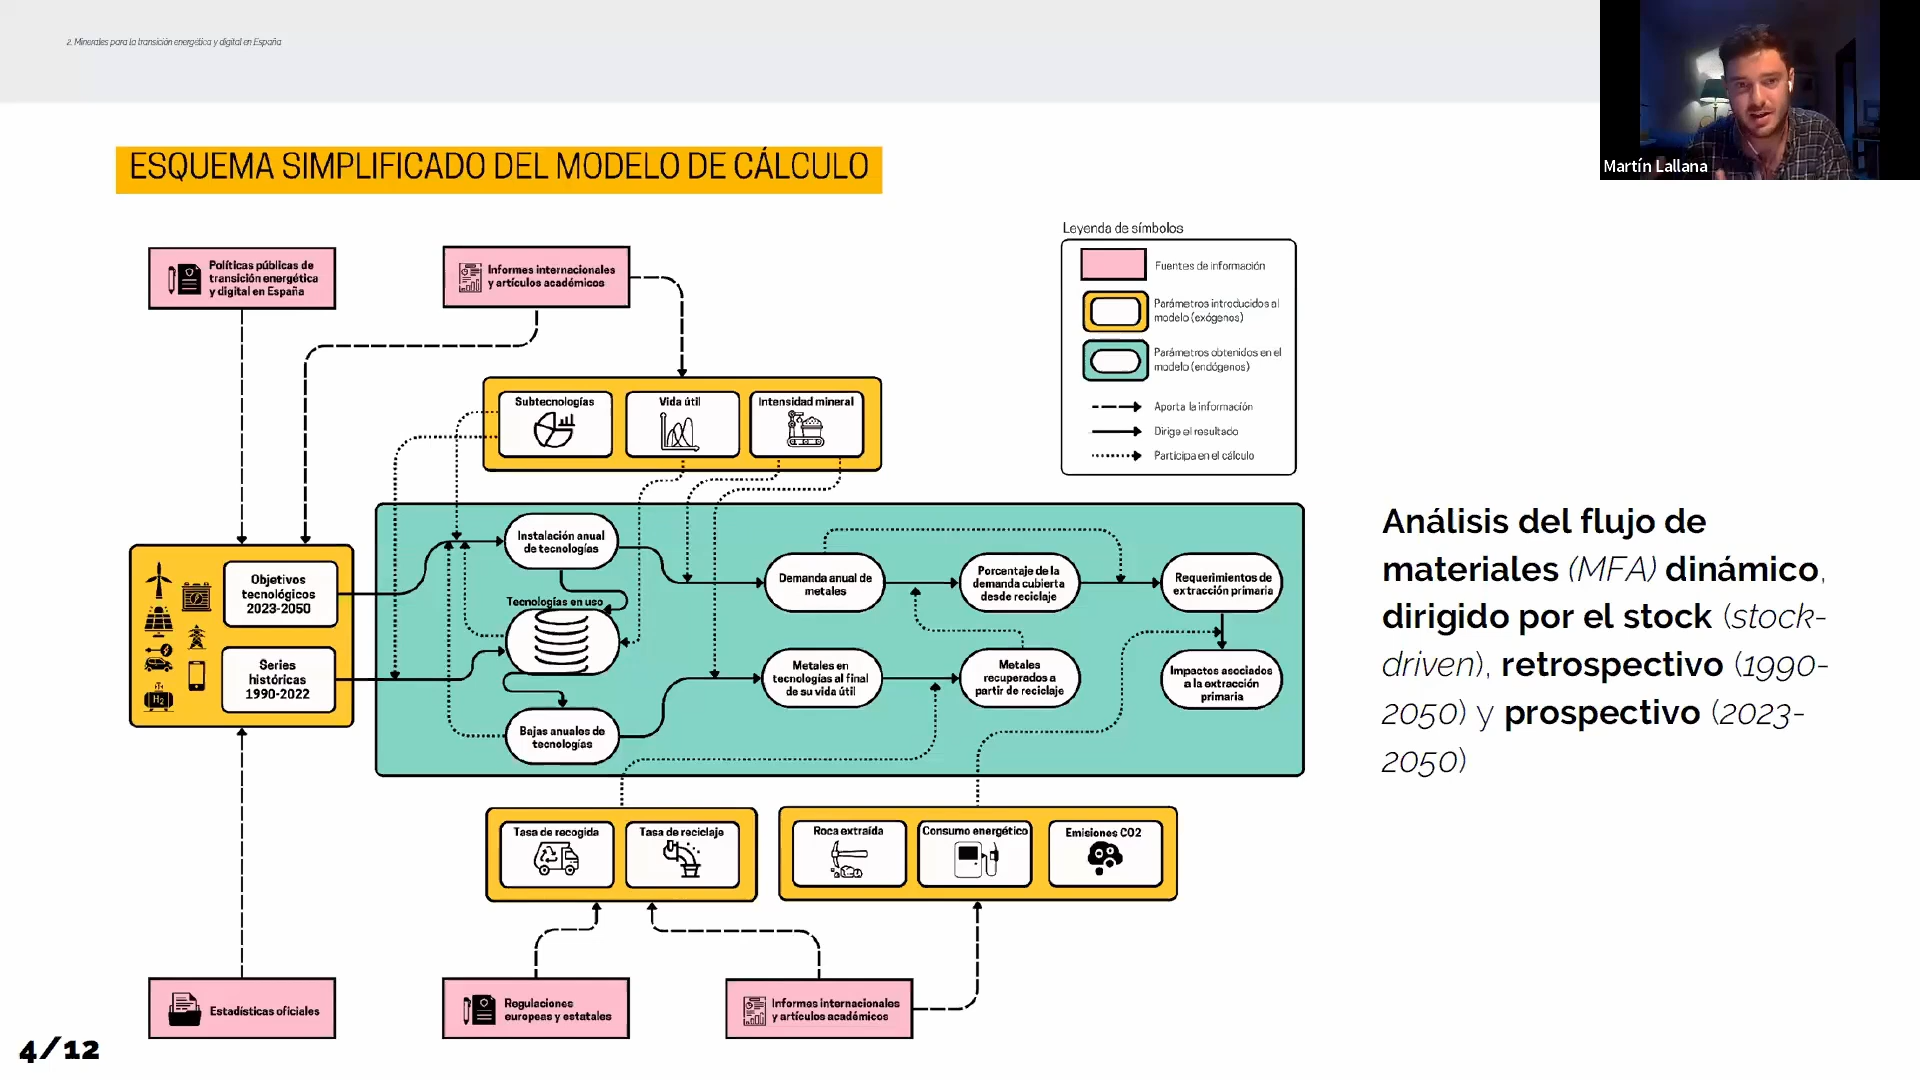 2. Minerales para la transición energética y digital en España
Martín Lallana
ESQUEMA SIMPLIFICADO DEL MODELO DE CÁLCULO
Políticas públicas de
transición energética
y digital en España
Informes internacionales
y artículos académicos
Leyenda de símbolos
Fuentes de información
Parámetros introducidos al
modelo (exógenos)
Parámetros obtenidos en el
modelo (endógenos)
Aporta la información
Dirige el resultado
Participa en el cálculo
Subtecnologías
Vida útil
Intensidad mineral
Objetivos
tecnológicos
2023-2050
Series
históricas
1990-2022
H2
Instalación anual
de tecnologías
Tecnologías en uso
Bajas anuales de
tecnologías
Demanda anual de
metales
Porcentaje de la
demanda cubierta
desde reciclaje
Requerimientos de
extracción primaria
Metales en
tecnologías al final
de su vida útil
Metales
recuperados a
partir de reciclaje
Impactos asociados
a la extracción
primaria
Tasa de recogida
Tasa de reciclaje
Roca extraída
Consumo energético
Emisiones CO2
Estadísticas oficiales
Regulaciones
europeas y estatales
Informes internacionales
y artículos académicos
Análisis del flujo de
materiales (MFA) dinámico,
dirigido por el stock (stock-
driven), retrospectivo (1990-
2050) y prospectivo (2023-
2050)
4/12